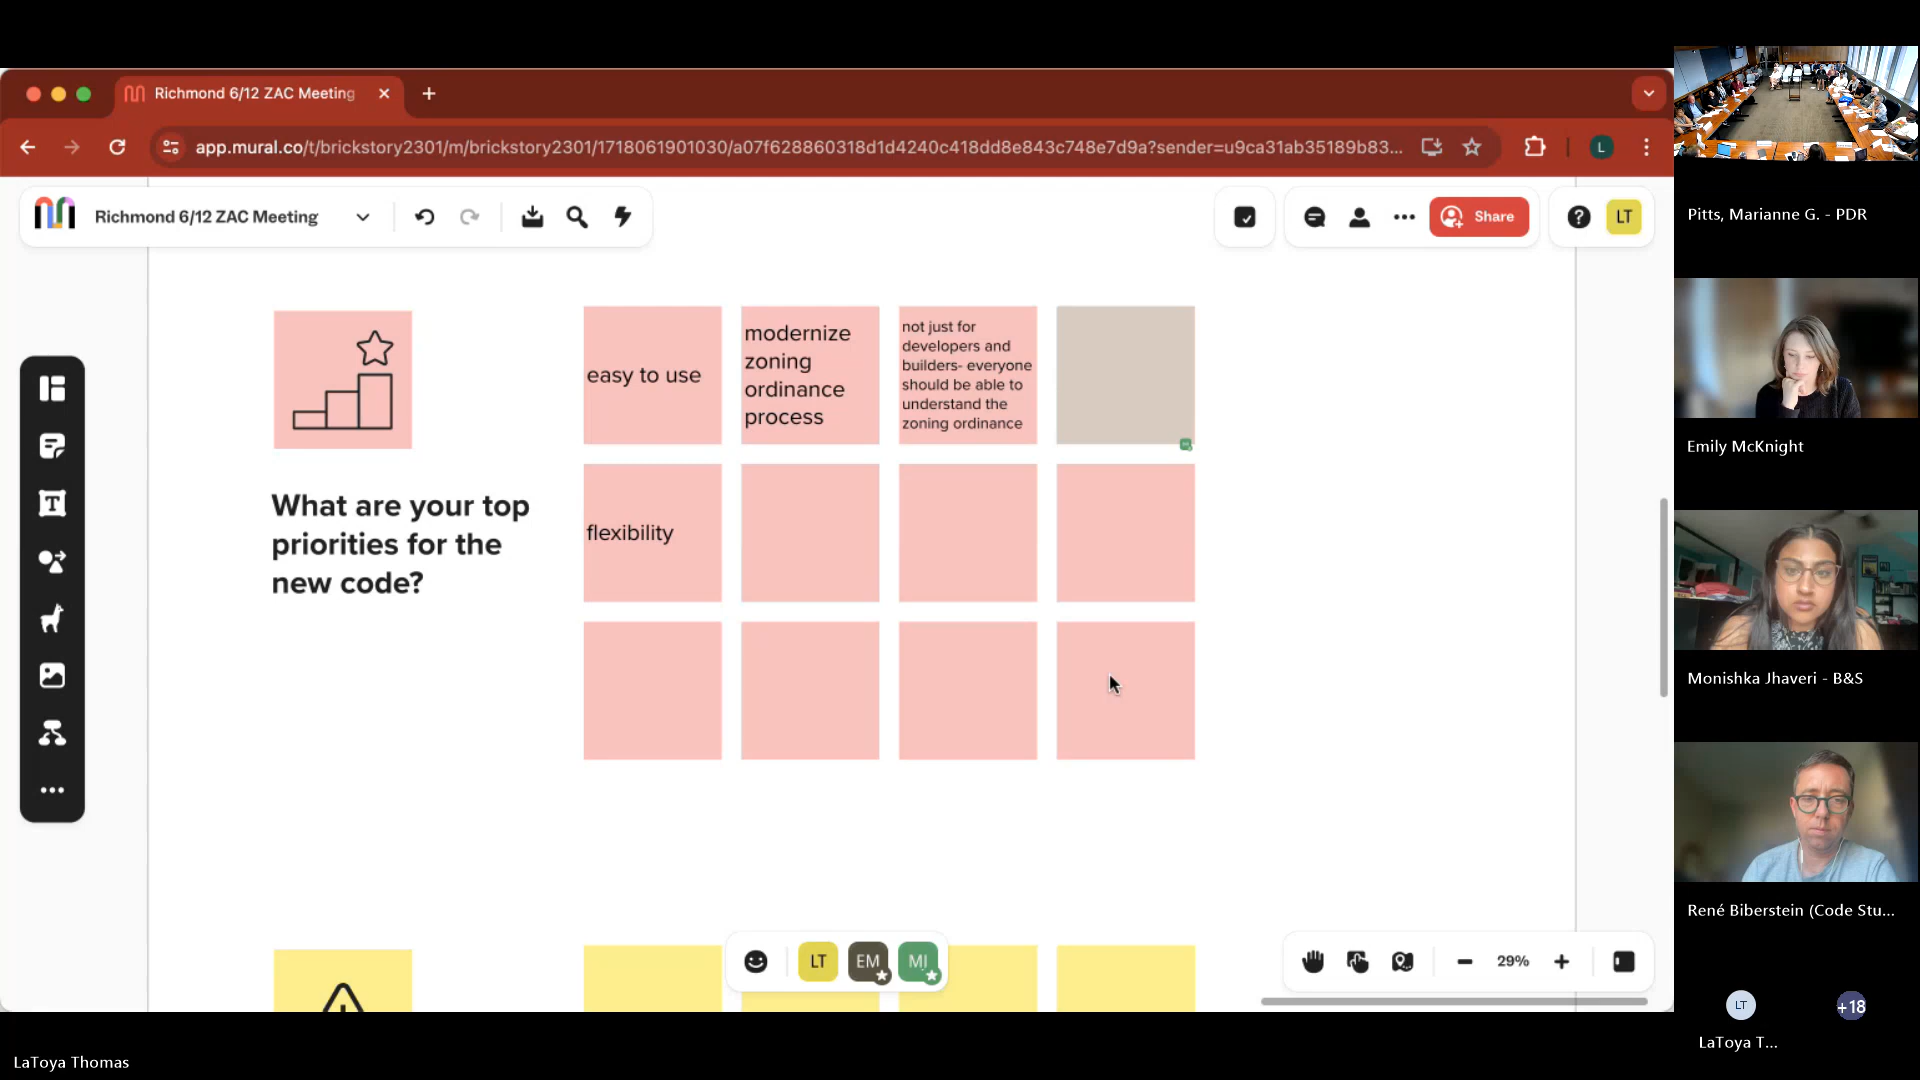 Richmond 6/12 ZAC Meeting
app.mural.co/t/brickstory2301/m/brickstory2301/1718061901030/a07f628860318d1d4240c418dd8e843c748e7d9a?sender=u9ca31ab35189b83...
L
Richmond 6/12 ZAC Meeting
Share
LT
What are your top
priorities for the
new code?
easy to use
modernize
zoning
ordinance
process
not just for
developers and
builders- everyone
should be able to
understand the
zoning ordinance
flexibility
T
LT
EM
MJ
29%
Pitts, Marianne G. - PDR
Emily McKnight
Monishka Jhaveri - B&S
René Biberstein (Code Stu...
LT
+18
LaToya T...
LaToya Thomas